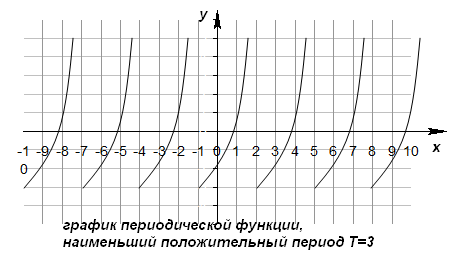 y
-1 -9 -8 -7 -6 -5 -4 -3 -2 -1 0 1 2 3 4 5 6 7 8 9 10
x
0
график периодической функции,
наименьший положительный период T=3